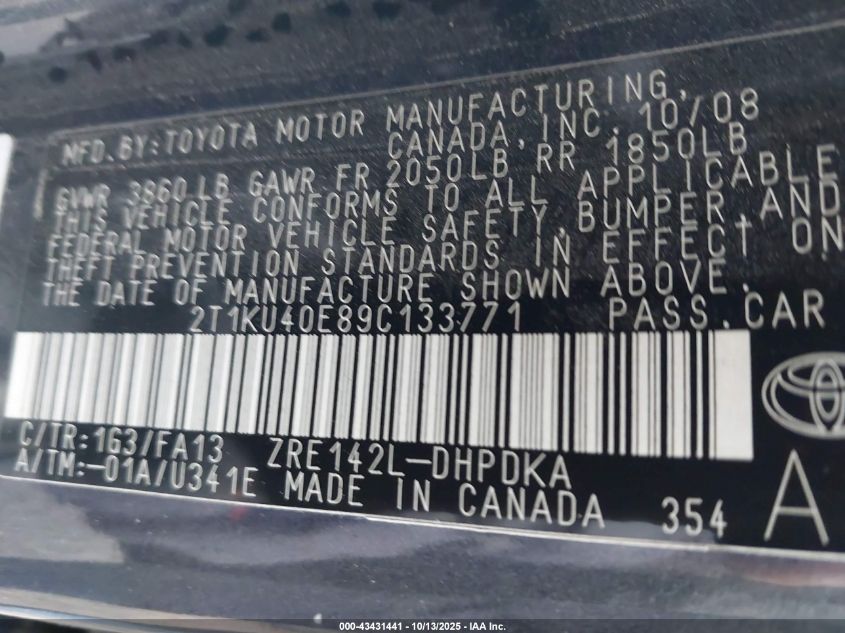 MFD. BY: TOYOTA MOTOR MANUFACTURING,
CANADA, INC. 10/08
GVWR 3860 LB GAWR FR 2050LB RR 1850LB
THIS VEHICLE CONFORMS TO ALL APPLICABLE
FEDERAL MOTOR VEHICLE SAFETY, BUMPER, AND
THEFT PREVENTION STANDARDS IN EFFECT ON
THE DATE OF MANUFACTURE SHOWN ABOVE.
2T1KU40E89C133771 PASS. CAR
C/TR: 1G3/FA13 ZRE142L-DHPDKA
A/TM: -01A/U341E MADE IN CANADA 354 A
000-43431441 - 10/13/2025 - IAA Inc.